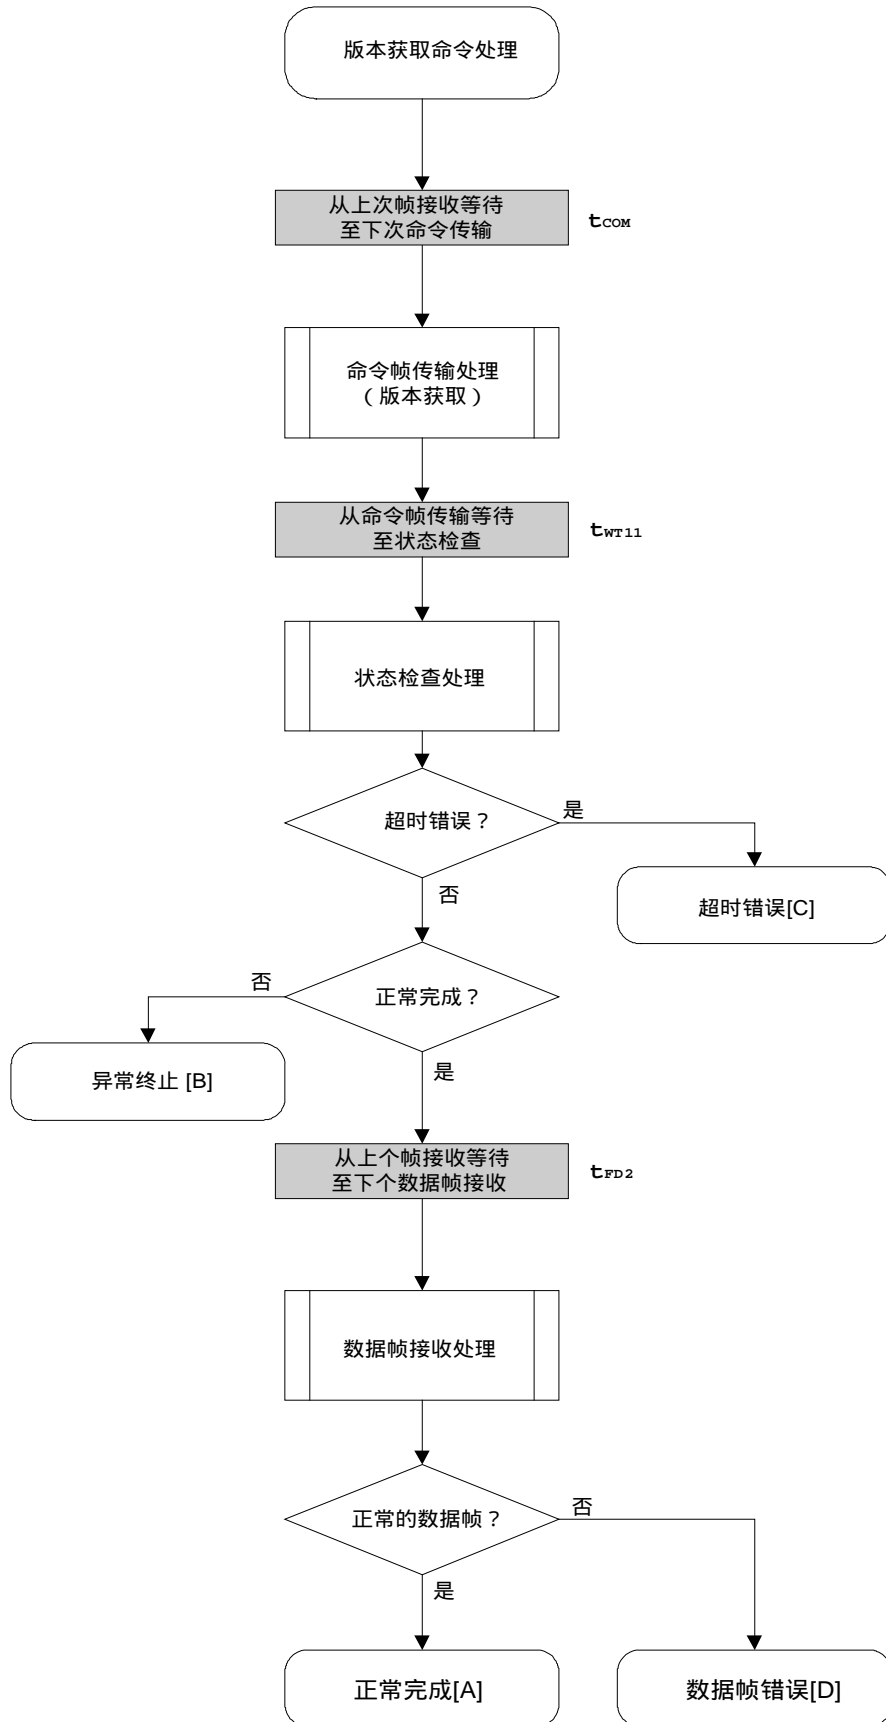 版本获取命令处理
从上次帧接收等待
至下次命令传输
tCOM
命令帧传输处理
（版本获取）
从命令帧传输等待
至状态检查
tWT11
状态检查处理
超时错误？
是
超时错误[C]
否
正常完成？
否
异常终止 [B]
是
从上个帧接收等待
至下个数据帧接收
tFD2
数据帧接收处理
正常的数据帧？
否
是
正常完成[A]
数据帧错误[D]